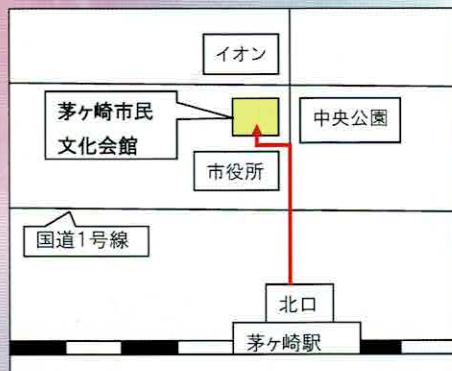 イオン
茅ヶ崎市民
文化会館
中央公園
市役所
国道1号線
北口
茅ヶ崎駅